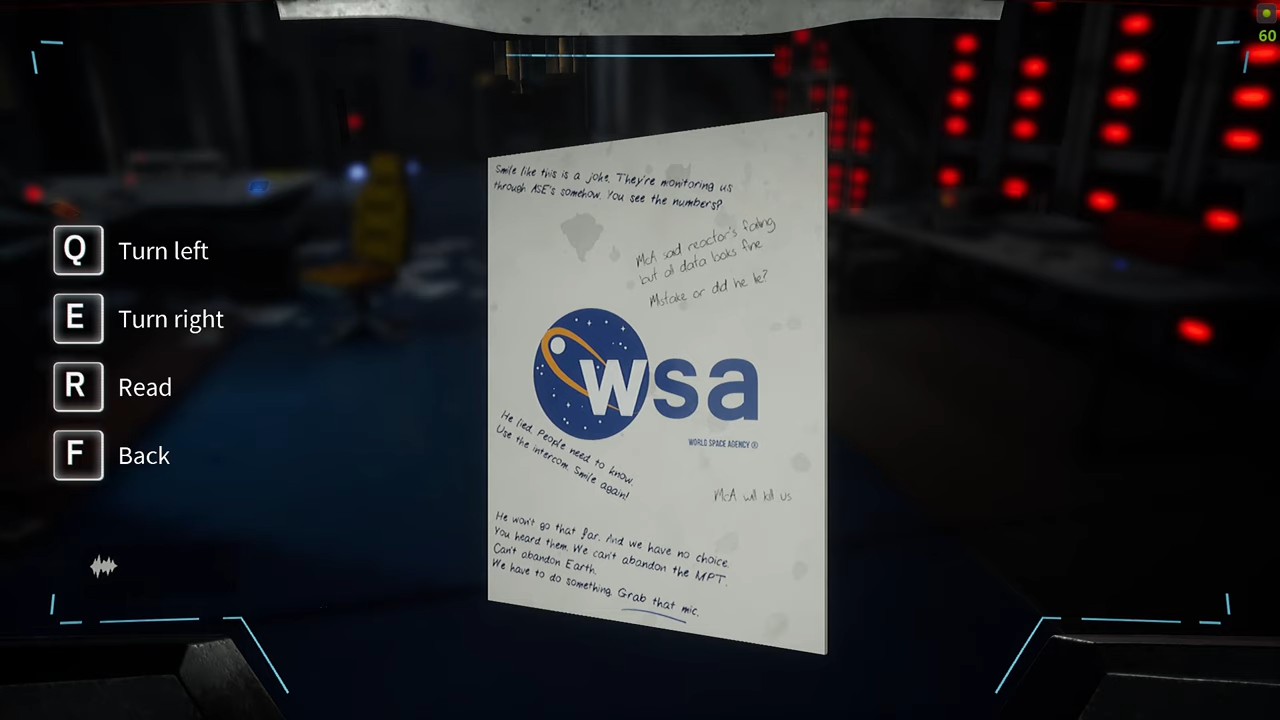 60
Smile like this is a joke. They're monitoring us
through ASE's somehow. You see the numbers?
McA said reactor's failing
but all data looks fine
Mistake or did he lie?
Q Turn left
E Turn right
R Read
F Back
wsa
WORLD SPACE AGENCY ®
He lied. People need to know.
Use the intercom. Smile again!
McA will kill us
He won't go that far. And we have no choice.
You heard them. We can't abandon the MPT.
Can't abandon Earth.
We have to do something. Grab that mic.